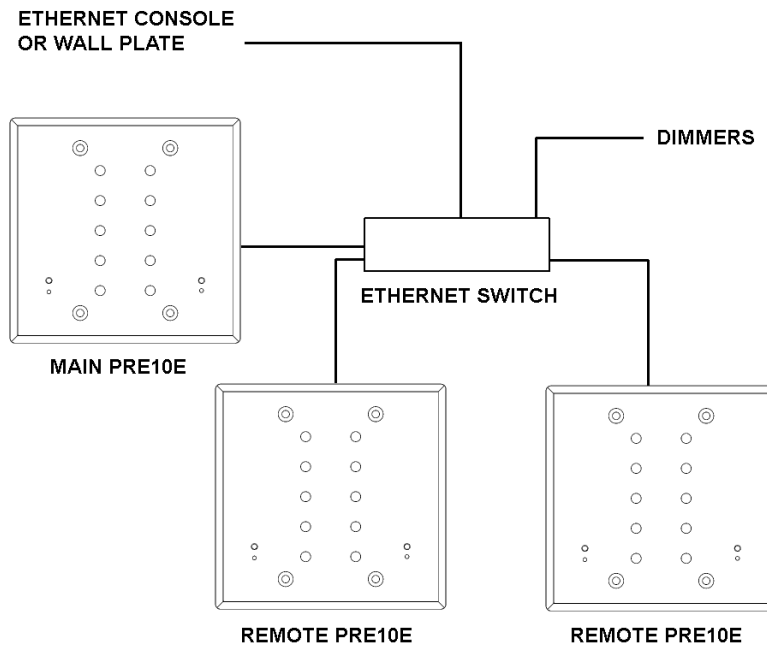 ETHERNET CONSOLE
OR WALL PLATE
DIMMERS
ETHERNET SWITCH
MAIN PRE10E
REMOTE PRE10E
REMOTE PRE10E